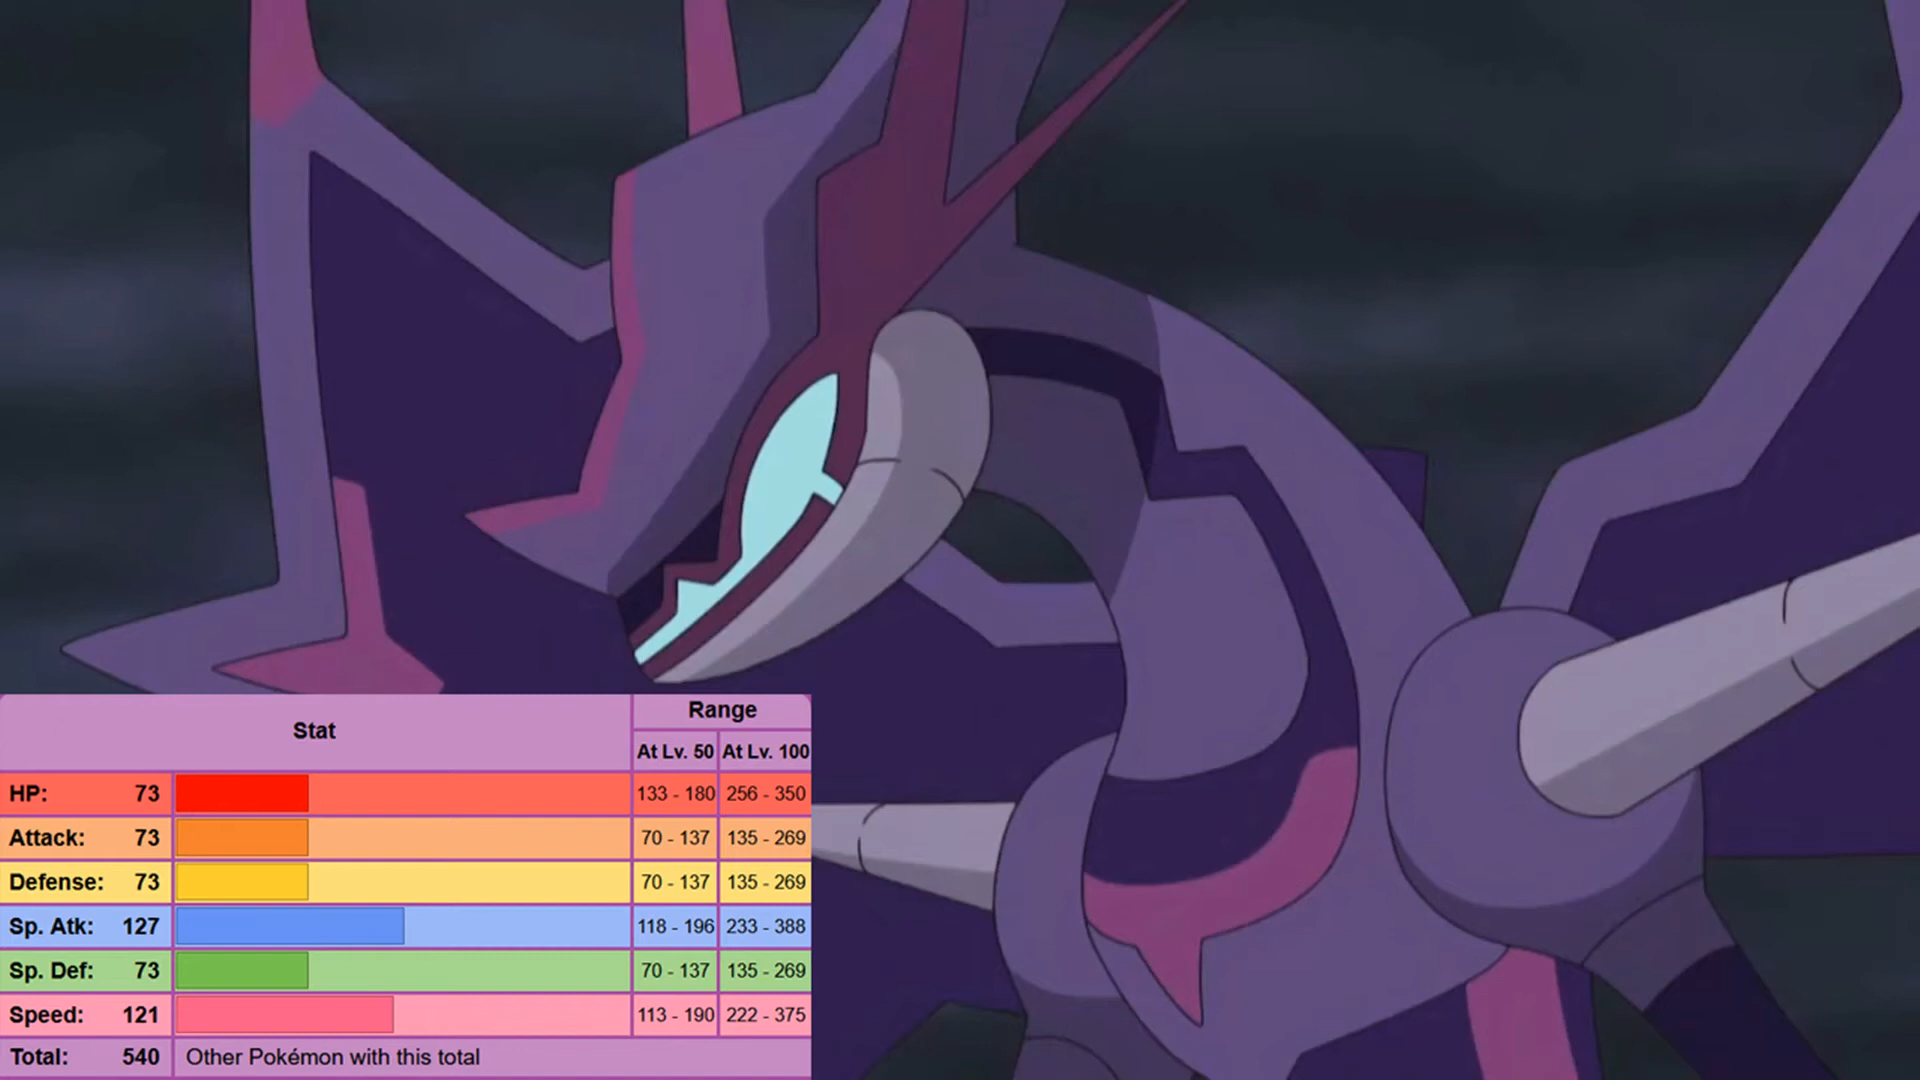 Stat Range
At Lv. 50 At Lv. 100
HP: 73 133 - 180 256 - 350
Attack: 73 70 - 137 135 - 269
Defense: 73 70 - 137 135 - 269
Sp. Atk: 127 118 - 196 233 - 388
Sp. Def: 73 70 - 137 135 - 269
Speed: 121 113 - 190 222 - 375
Total: 540 Other Pokémon with this total